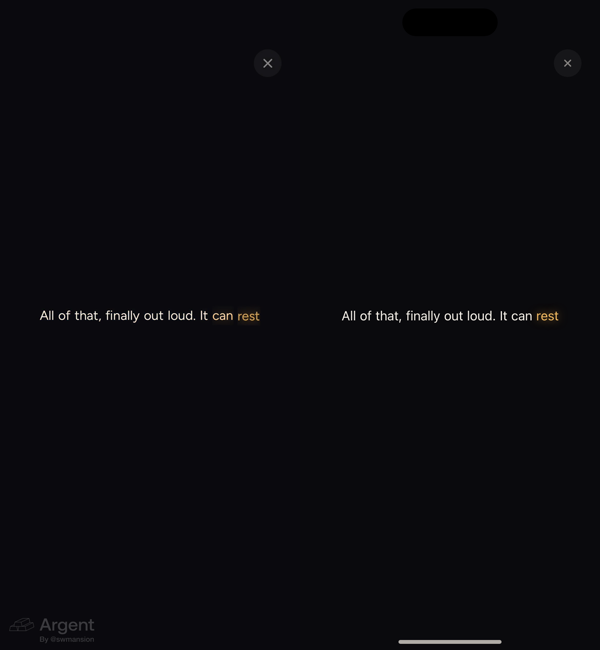 All of that, finally out loud. It can rest
All of that, finally out loud. It can rest
Argent
By @swmansion